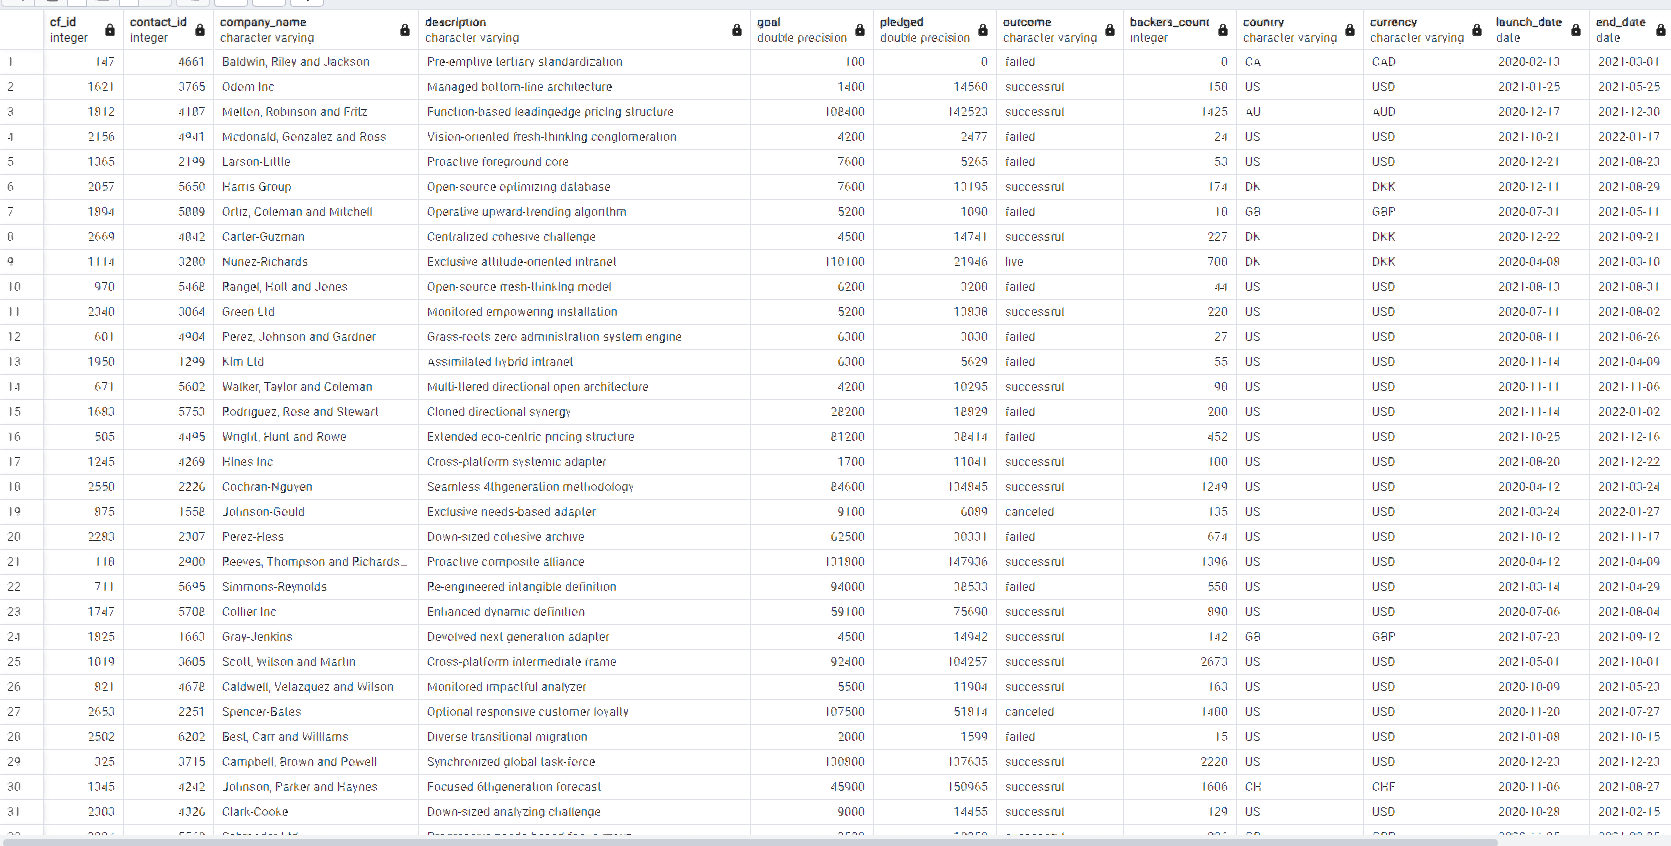 cf_id contact_id company_name description goal pledged outcome backers_count country currency launch_date end_date
integer integer character varying character varying double precision double precision character varying integer character varying character varying date date
1 147 4661 Baldwin, Riley and Jackson Pre-emptive tertiary standardization 100 0 failed 0 CA CAD 2020-02-13 2021-03-01
2 1621 3765 Odom Inc Managed bottom-line architecture 1400 14560 successful 158 US USD 2021-01-25 2021-05-25
3 1812 4187 Melton, Robinson and Fritz Function-based leadingedge pricing structure 108400 142523 successful 1425 AU AUD 2020-12-17 2021-12-30
4 2156 4941 Mcdonald, Gonzalez and Ross Vision-oriented fresh-thinking conglomeration 4200 2477 failed 24 US USD 2021-10-21 2022-01-17
5 1365 2199 Larson-Little Proactive foreground core 7600 5265 failed 53 US USD 2020-12-21 2021-08-23
6 2057 5650 Harris Group Open-source optimizing database 7600 13195 successful 174 DK DKK 2020-12-11 2021-08-29
7 1894 5889 Ortiz, Coleman and Mitchell Operative upward-trending algorithm 5200 1090 failed 18 GB GBP 2020-07-31 2021-05-11
8 2669 4842 Carter-Guzman Centralized cohesive challenge 4500 14741 successful 227 DK DKK 2020-12-22 2021-09-21
9 1114 3280 Nunez-Richards Exclusive attitude-oriented intranet 110100 21946 live 708 DK DKK 2020-04-08 2021-03-10
10 970 5468 Rangel, Holt and Jones Open-source fresh-thinking model 6200 3208 failed 44 US USD 2021-08-13 2021-08-31
11 2340 3064 Green Ltd Monitored empowering installation 5200 13838 successful 220 US USD 2020-07-11 2021-08-02
12 601 4904 Perez, Johnson and Gardner Grass-roots zero administration system engine 6300 3030 failed 27 US USD 2020-08-11 2021-06-26
13 1950 1299 Kim Ltd Assimilated hybrid intranet 6300 5629 failed 55 US USD 2020-11-14 2021-04-09
14 671 5602 Walker, Taylor and Coleman Multi-tiered directional open architecture 4200 10295 successful 98 US USD 2020-11-11 2021-11-06
15 1683 5753 Rodriguez, Rose and Stewart Cloned directional synergy 28200 18829 failed 200 US USD 2021-11-14 2022-01-02
16 505 4495 Wright, Hunt and Rowe Extended eco-centric pricing structure 81200 38414 failed 452 US USD 2021-10-25 2021-12-16
17 1245 4269 Hines Inc Cross-platform systemic adapter 1700 11041 successful 100 US USD 2021-08-20 2021-12-22
18 2550 2226 Cochran-Nguyen Seamless 4thgeneration methodology 84600 134845 successful 1249 US USD 2020-04-12 2021-03-24
19 875 1558 Johnson-Gould Exclusive needs-based adapter 9100 6089 canceled 135 US USD 2021-03-24 2022-01-27
20 2283 2307 Perez-Hess Down-sized cohesive archive 62500 30331 failed 674 US USD 2021-10-12 2021-11-17
21 118 2900 Reeves, Thompson and Richards... Proactive composite alliance 131800 147936 successful 1396 US USD 2020-04-12 2021-04-09
22 711 5695 Simmons-Reynolds Re-engineered intangible definition 94000 38533 failed 558 US USD 2021-03-14 2021-04-29
23 1747 5708 Collier Inc Enhanced dynamic definition 59100 75690 successful 890 US USD 2020-07-06 2021-08-04
24 1825 1663 Gray-Jenkins Devolved next generation adapter 4500 14942 successful 142 GB GBP 2021-07-23 2021-09-12
25 1819 3605 Scott, Wilson and Martin Cross-platform intermediate frame 92400 104257 successful 2673 US USD 2021-05-01 2021-10-01
26 821 4678 Caldwell, Velazquez and Wilson Monitored impactful analyzer 5500 11904 successful 163 US USD 2020-10-09 2021-05-23
27 2653 2251 Spencer-Bates Optional responsive customer loyalty 107500 51814 canceled 1480 US USD 2020-11-20 2021-07-27
28 2502 6202 Best, Carr and Williams Diverse transitional migration 2000 1599 failed 15 US USD 2021-01-08 2021-10-15
29 325 3715 Campbell, Brown and Powell Synchronized global task-force 130800 137635 successful 2220 US USD 2020-12-23 2021-12-23
30 1345 4242 Johnson, Parker and Haynes Focused 6thgeneration forecast 45900 150965 successful 1606 CH CHF 2020-11-06 2021-08-27
31 2303 4326 Clark-Cooke Down-sized analyzing challenge 9000 14455 successful 129 US USD 2020-10-28 2021-02-15